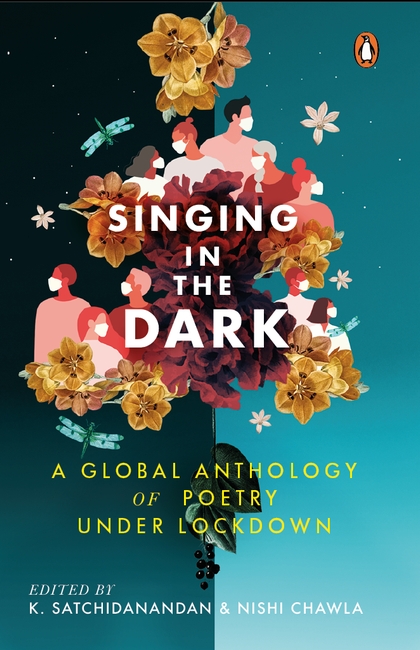 SINGING
IN
THE
DARK
A GLOBAL ANTHOLOGY
OF POETRY
UNDER LOCKDOWN
EDITED BY
K. SATCHIDANANDAN & NISHI CHAWLA